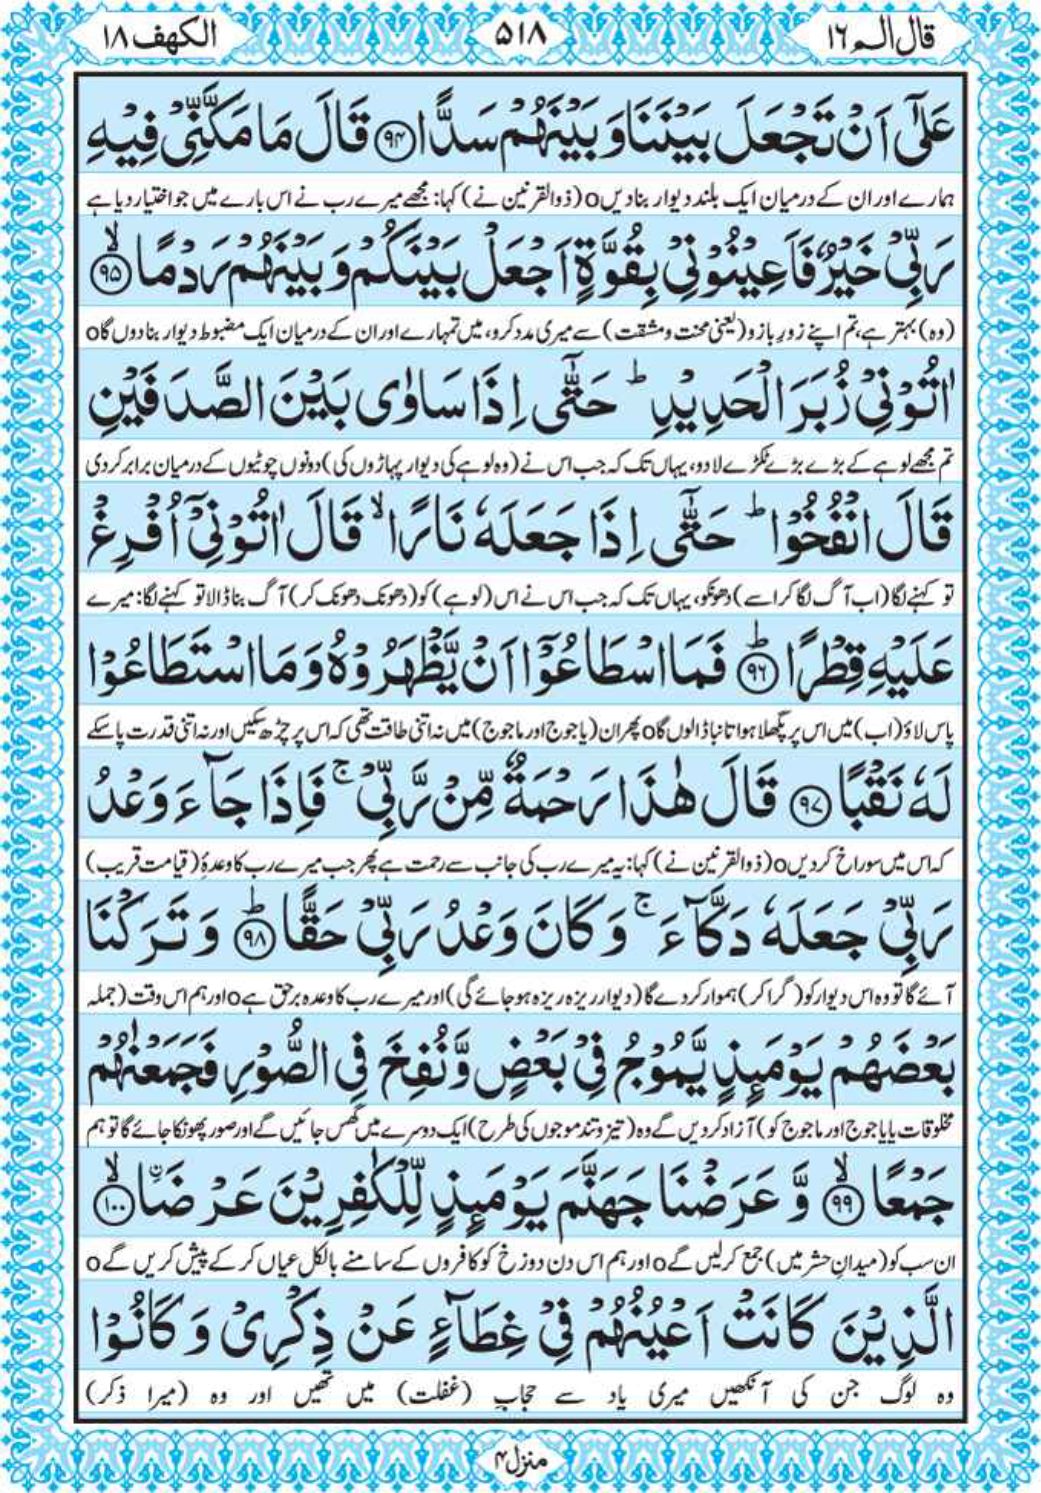 قال الم ١٦
٥١٨
الكهف ١٨
عَلٰۤى اَنْ تَجْعَلَ بَيْنَنَا وَ بَيْنَهُمْ سَدًّا ﴿۹۴﴾ قَالَ مَا مَكَّنِّیْ فِيْهِ
ہمارے اور ان کے درمیان ایک بلند دیوار بنا دیں o (ذوالقرنین نے) کہا: مجھے میرے رب نے اس بارے میں جو اختیار دیا ہے
رَبِّیْ خَيْرٌ فَاَعِيْنُوْنِیْ بِقُوَّةٍ اَجْعَلْ بَيْنَكُمْ وَ بَيْنَهُمْ رَدْمًا ۙ﴿۹۵﴾
(وہ) بہتر ہے، تم اپنے زورِ بازو (یعنی محنت و مشقت) سے میری مدد کرو، میں تمہارے اور ان کے درمیان ایک مضبوط دیوار بنا دوں گا o
اٰتُوْنِیْ زُبَرَ الْحَدِيْدِ ؕ حَتّٰۤی اِذَا سَاوٰی بَيْنَ الصَّدَفَيْنِ
تم مجھے لوہے کے بڑے بڑے ٹکڑے لا دو، یہاں تک کہ جب اس نے (وہ لوہے کی دیوار پہاڑوں کی) دونوں چوٹیوں کے درمیان برابر کر دی
قَالَ انْفُخُوْا ؕ حَتّٰۤی اِذَا جَعَلَهٗ نَارًا ۙ قَالَ اٰتُوْنِیْۤ اُفْرِغْ
تو کہنے لگا (اب آگ لگا کر اسے) دھونکو، یہاں تک کہ جب اس نے اس (لوہے) کو (دھونک دھونک کر) آگ بنا ڈالا تو کہنے لگا: میرے
عَلَيْهِ قِطْرًا ؕ﴿۹۶﴾ فَمَا اسْطَاعُوْۤا اَنْ يَّظْهَرُوْهُ وَ مَا اسْتَطَاعُوْا
پاس لاؤ (اب) میں اس پر پگھلا ہوا تانبا ڈالوں گا o پھر ان (یاجوج اور ماجوج) میں نہ اتنی طاقت تھی کہ اس پر چڑھ سکیں اور نہ اتنی قدرت پا سکے
لَهٗ نَقْبًا ﴿۹۷﴾ قَالَ هٰذَا رَحْمَةٌ مِّنْ رَّبِّیْ ۚ فَاِذَا جَآءَ وَعْدُ
کہ اس میں سوراخ کر دیں o (ذوالقرنین نے) کہا: یہ میرے رب کی جانب سے رحمت ہے پھر جب میرے رب کا وعدۂ (قیامت قریب)
رَبِّیْ جَعَلَهٗ دَكَّآءَ ۚ وَ كَانَ وَعْدُ رَبِّیْ حَقًّا ؕ﴿۹۸﴾ وَ تَرَكْنَا
آئے گا تو وہ اس دیوار کو (گرا کر) ہموار کر دے گا (دیوار ریزہ ریزہ ہو جائے گی) اور میرے رب کا وعدہ برحق ہے o اور ہم اس وقت (جملہ
بَعْضَهُمْ يَوْمَئِذٍ يَّمُوْجُ فِیْ بَعْضٍ وَّ نُفِخَ فِی الصُّوْرِ فَجَمَعْنٰهُمْ
مخلوقات یا یاجوج اور ماجوج کو) آزاد کر دیں گے وہ (تیز و تند موجوں کی طرح) ایک دوسرے میں گھس جائیں گے اور صور پھونکا جائے گا تو ہم
جَمْعًا ۙ﴿۹۹﴾ وَّ عَرَضْنَا جَهَنَّمَ يَوْمَئِذٍ لِّلْكٰفِرِيْنَ عَرْضَا ۙ﴿۱۰۰﴾
ان سب کو (میدانِ حشر میں) جمع کر لیں گے o اور ہم اس دن دوزخ کو کافروں کے سامنے بالکل عیاں کر کے پیش کریں گے o
الَّذِيْنَ كَانَتْ اَعْيُنُهُمْ فِیْ غِطَآءٍ عَنْ ذِكْرِیْ وَ كَانُوْا
وہ لوگ جن کی آنکھیں میری یاد سے حجابِ (غفلت) میں تھیں اور وہ (میرا ذکر)
منزل ۴